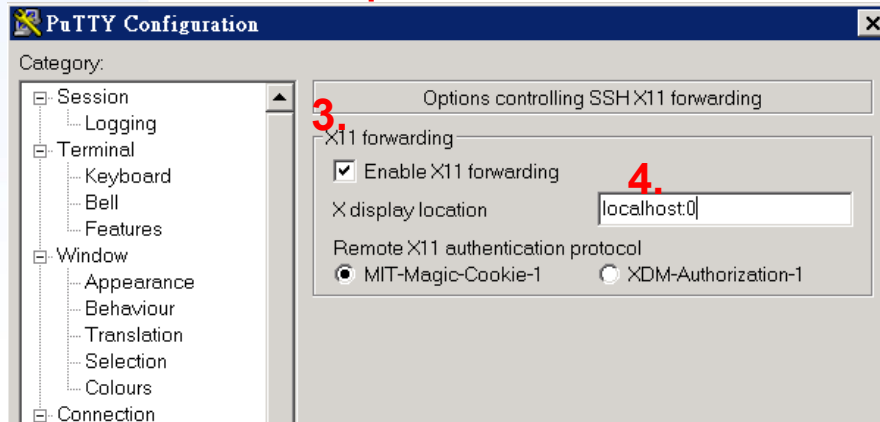 PuTTY Configuration
Category:
Session
Logging
Terminal
Keyboard
Bell
Features
Window
Appearance
Behaviour
Translation
Selection
Colours
Connection
Options controlling SSH X11 forwarding
3.
X11 forwarding
Enable X11 forwarding
4.
X display location localhost:0
Remote X11 authentication protocol
MIT-Magic-Cookie-1 XDM-Authorization-1